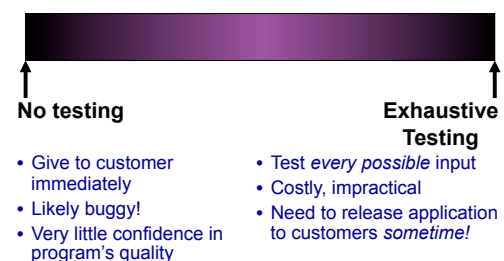 No testing
• Give to customer
immediately
• Likely buggy!
• Very little confidence in
program's quality
Exhaustive
Testing
• Test every possible input
• Costly, impractical
• Need to release application
to customers sometime!